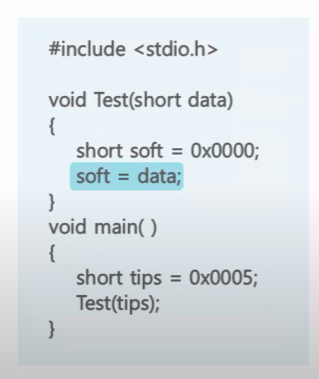 #include <stdio.h>
void Test(short data)
{
short soft = 0x0000;
soft = data;
}
void main( )
{
short tips = 0x0005;
Test(tips);
}